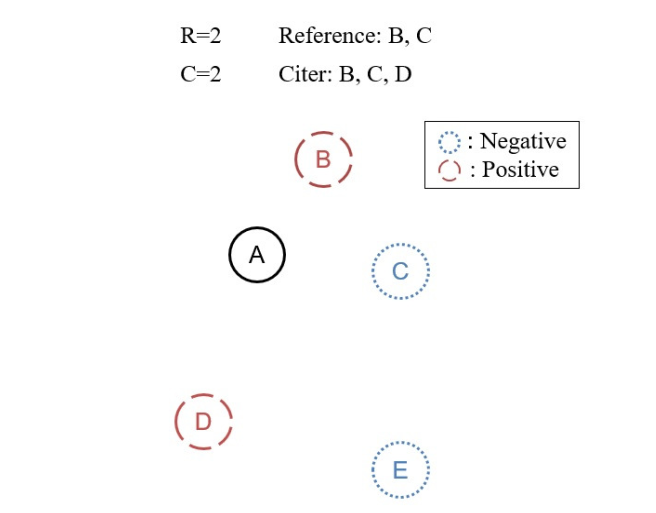 R=2 Reference: B, C
C=2 Citer: B, C, D
: Negative
: Positive
B
A
C
D
E